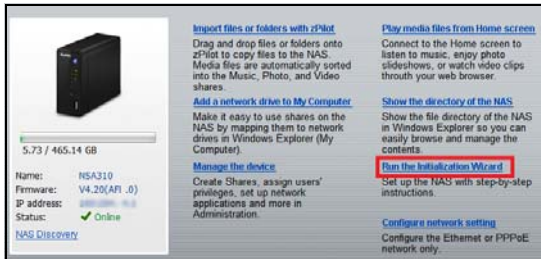 5.73 / 465.14 GB
Name: NSA310
Firmware: V4.20(AFI .0)
IP address:
Status: Online
NAS Discovery
Import files or folders with zPilot
Drag and drop files or folders onto
zPilot to copy files to the NAS.
Media files are automatically sorted
into the Music, Photo, and Video
shares.
Add a network drive to My Computer
Make it easy to use shares on the
NAS by mapping them to network
drives in Windows Explorer (My
Computer).
Manage the device
Create Shares, assign users'
privileges, set up network
applications and more in
Administration.
Play media files from Home screen
Connect to the Home screen to
listen to music, enjoy photo
slideshows, or watch video clips
throuth your web browser.
Show the directory of the NAS
Show the file directory of the NAS
in Windows Explorer so you can
easily browse and manage the
contents.
Run the Initialization Wizard
Set up the NAS with step-by-step
instructions.
Configure network setting
Configure the Ethernet or PPPoE
network only.